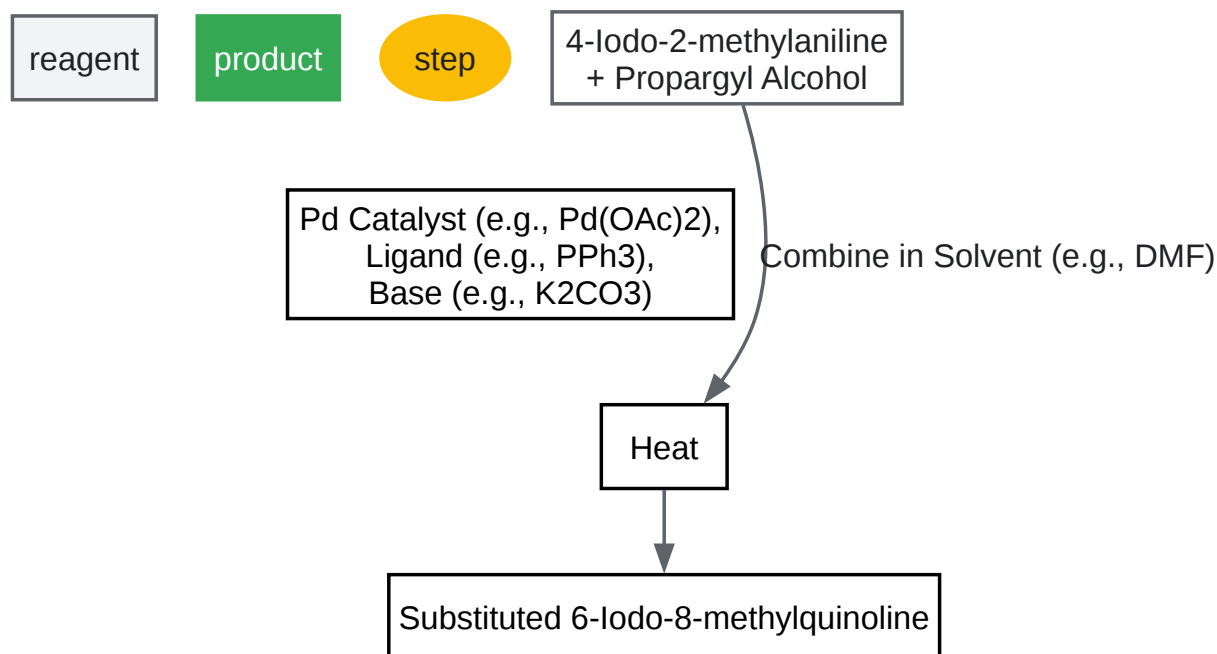 reagent
product
step
4-Iodo-2-methylaniline
+ Propargyl Alcohol
Pd Catalyst (e.g., Pd(OAc)2),
Ligand (e.g., PPh3),
Base (e.g., K2CO3)
Combine in Solvent (e.g., DMF)
Heat
Substituted 6-Iodo-8-methylquinoline